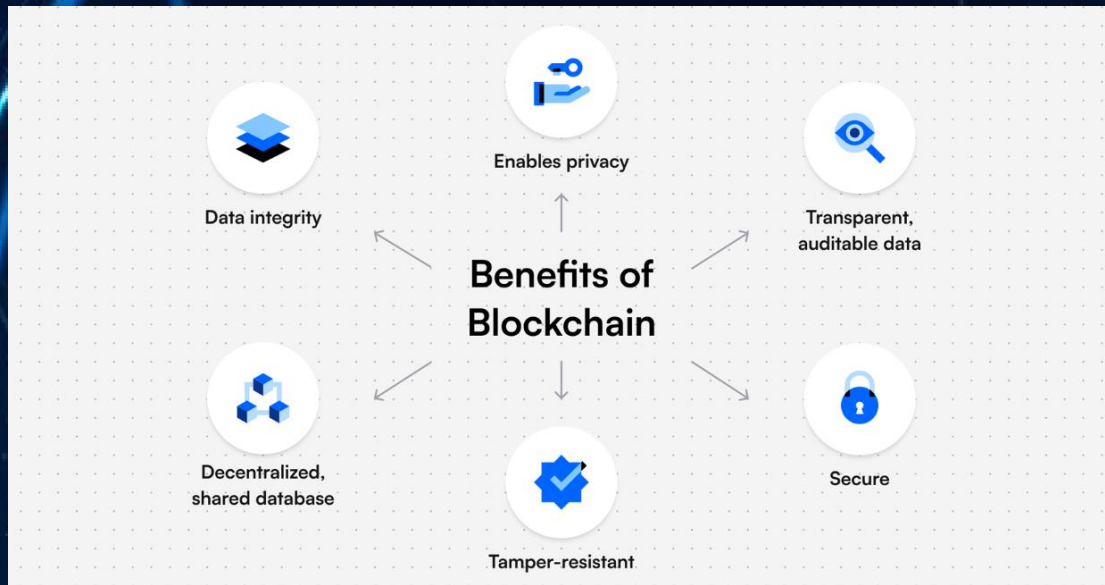 Enables privacy
Data integrity
Transparent,
auditable data
Benefits of
Blockchain
Decentralized,
shared database
Secure
Tamper-resistant